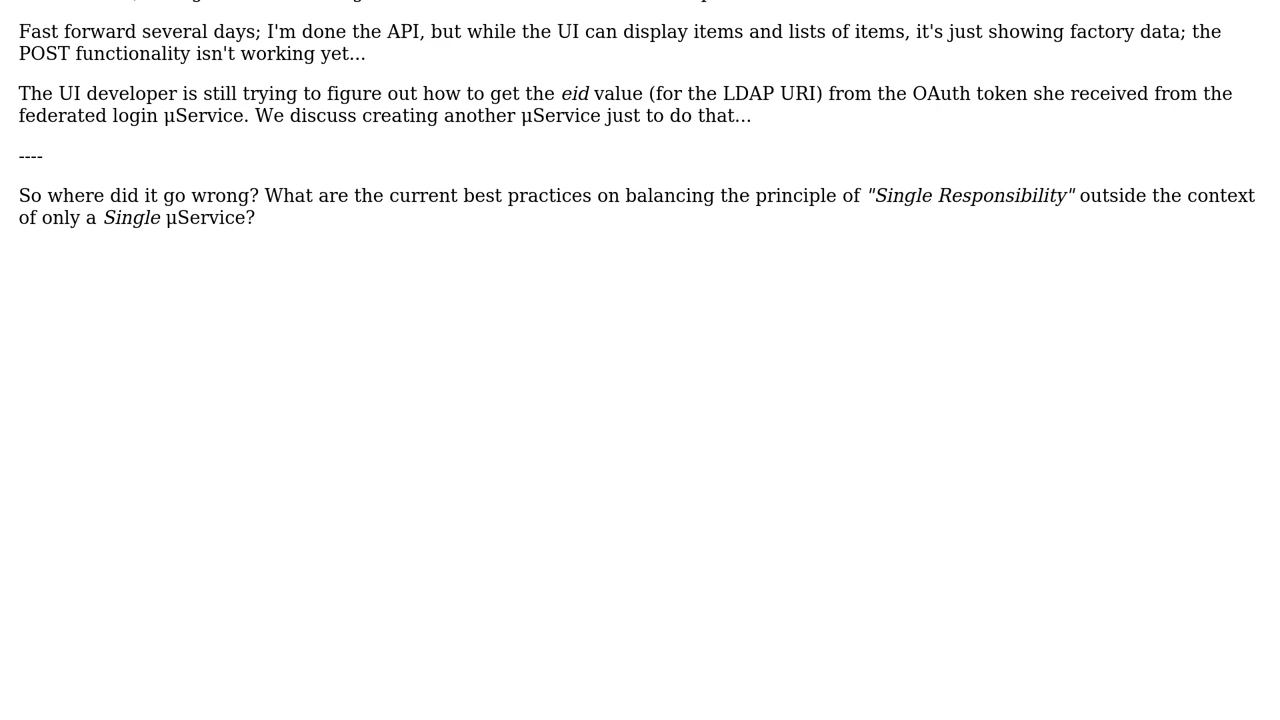 Fast forward several days; I'm done the API, but while the UI can display items and lists of items, it's just showing factory data; the
POST functionality isn't working yet...
The UI developer is still trying to figure out how to get the eid value (for the LDAP URI) from the OAuth token she received from the
federated login μService. We discuss creating another μService just to do that...
----
So where did it go wrong? What are the current best practices on balancing the principle of "Single Responsibility" outside the context
of only a Single μService?